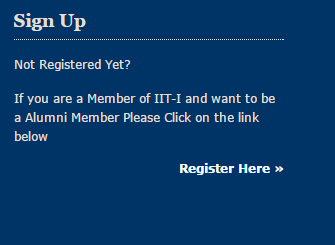 Sign Up
Not Registered Yet?
If you are a Member of IIT-I and want to be
a Alumni Member Please Click on the link
below
Register Here »